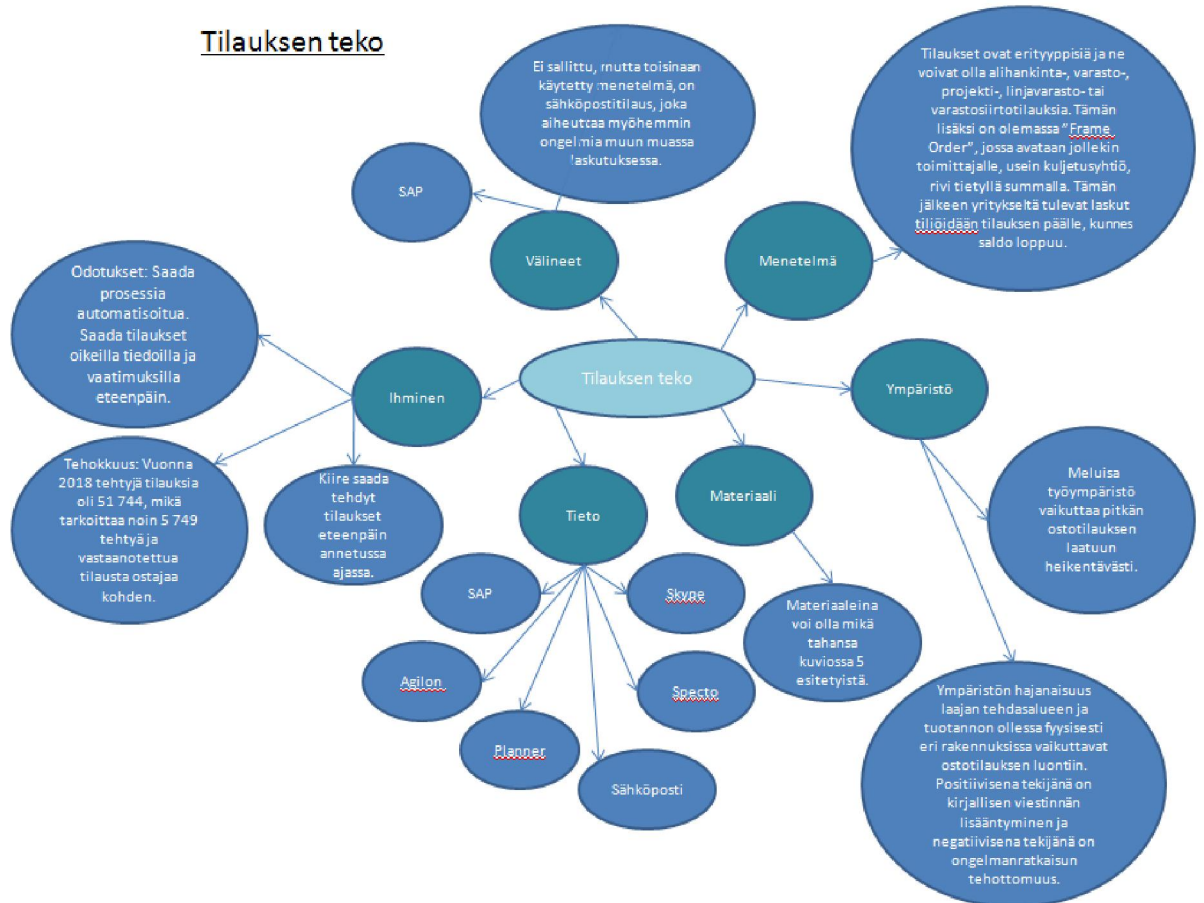 Tilauksen teko
Ei sallittu, mutta toisinaan
käytetty menetelmä, on
sähköpostitilaus, joka
aiheuttaa myöhemmin
ongelmia muun muassa
laskutuksessa.
Tilaukset ovat erityyppisiä ja ne
voivat olla alihankinta-, varasto-,
projekti-, linjavarasto- tai
varastosiirtotilauksia. Tämän
lisäksi on olemassa "Frame
Order", jossa avataan jollekin
toimittajalle, usein kuljetusyhtiö,
rivi tietyllä summalla. Tämän
jälkeen yritykseltä tulevat laskut
tiliöidään tilauksen päälle, kunnes
saldo loppuu.
SAP
Välineet
Menetelmä
Odotukset: Saada
prosessia
automatisoitua.
Saada tilaukset
oikeilla tiedoilla ja
vaatimuksilla
eteenpäin.
Ihminen
Tilauksen teko
Ympäristö
Tehokkuus: Vuonna
2018 tehtyjä tilauksia
oli 51 744, mikä
tarkoittaa noin 5 749
tehtyä ja
vastaanotettua
tilausta ostajaa
kohden.
Kiire saada
tehdyt
tilaukset
eteenpäin
annetussa
ajassa.
Tieto
Materiaali
Meluisa
työympäristö
vaikuttaa pitkän
ostotilauksen
laatuun
heikentävästi.
SAP
Skype
Agilon
Specto
Planner
Sähköposti
Materiaaleina
voi olla mikä
tahansa
kuviossa 5
esitetyistä.
Ympäristön hajanaisuus
laajan tehdasalueen ja
tuotannon ollessa fyysisesti
eri rakennuksissa vaikuttavat
ostotilauksen luontiin.
Positiivisena tekijänä on
kirjallisen viestinnän
lisääntyminen ja
negatiivisena tekijänä on
ongelmanratkaisun
tehottomuus.